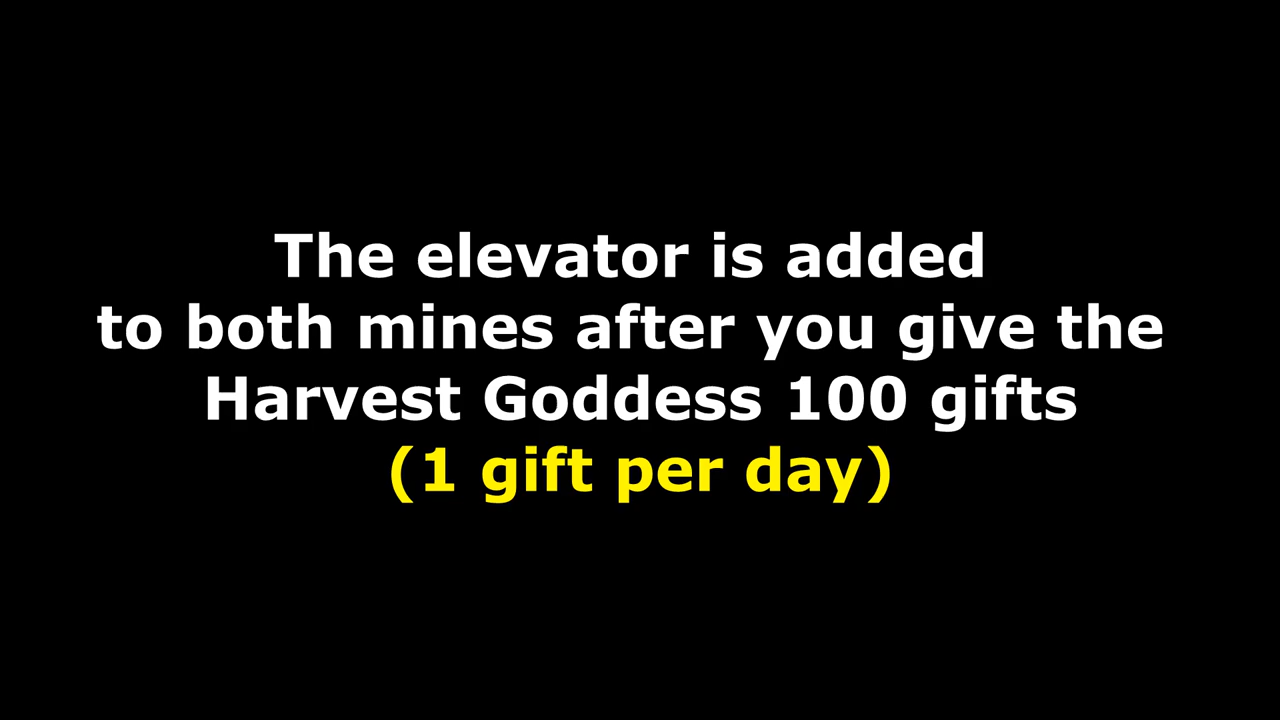 The elevator is added
to both mines after you give the
Harvest Goddess 100 gifts
(1 gift per day)